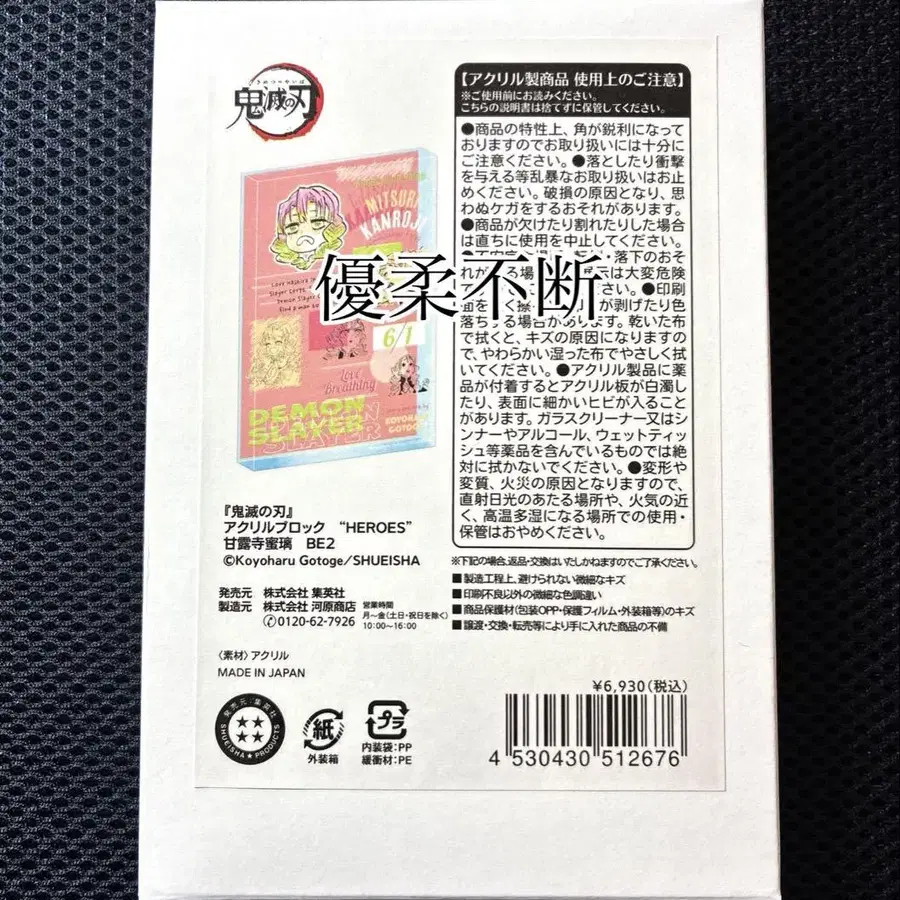 きめつのやいば
鬼滅の刃
MITSURI
KANROJI
6/1
Love
Breathing
DEMON
SLAYER
KOYOHARU
GOTOGE
優柔不断
『鬼滅の刃』
アクリルブロック “HEROES”
甘露寺蜜璃 BE2
©Koyoharu Gotoge/SHUEISHA
発売元 株式会社 集英社
製造元 株式会社 河原商店
0120-62-7926
営業時間
月~金(土日・祝日を除く)
10:00~16:00
〈素材〉アクリル
MADE IN JAPAN
発売元・集英社
SHUEISHA★PRODUCTS
紙
外装箱
プラ
内装袋:PP
緩衝材:PE
【アクリル製商品 使用上のご注意】
※ご使用前にお読みください。
こちらの説明書は捨てずに保管してください。
●商品の特性上、角が鋭利になって
おりますのでお取り扱いには十分に
ご注意ください。●落としたり衝撃
を与える等乱暴なお取り扱いはお止
めください。破損の原因となり、思
わぬケガをするおそれがあります。
●商品が欠けたり割れたりした場合
は直ちに使用を中止してください。
・落下のおそ
れが
る場
示は大変危険
●印刷
面を
く擦
が剥げたり色
落ちする場合があります。乾いた布
で拭くと、キズの原因になりますの
で、やわらかい湿った布でやさしく拭
いてください。●アクリル製品に薬
品が付着するとアクリル板が白濁し
たり、表面に細かいヒビが入ること
があります。ガラスクリーナー又はシ
ンナーやアルコール、ウェットティッ
シュ等薬品を含んでいるものでは絶
対に拭かないでください。●変形や
変質、火災の原因となりますので、
直射日光のあたる場所や、火気の近
く、高温多湿になる場所での使用・
保管はおやめください。
※下記の場合、返品・交換はいたしかねますのでご了承ください。
■製造工程上、避けられない微細なキズ
■印刷不良以外の微細な色調違い
■商品保護材(包装OPP・保護フィルム・外装箱等)のキズ
■譲渡・交換・転売等により手に入れた商品の不備
¥6,930(税込)
4 530430 512676